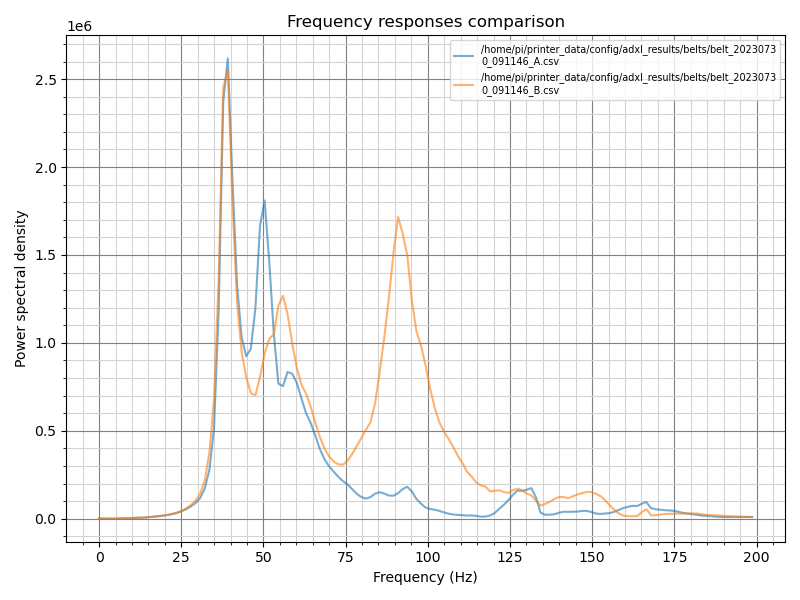 Frequency responses comparison
1e6
/home/pi/printer_data/config/adxl_results/belts/belt_2023073
0_091146_A.csv
/home/pi/printer_data/config/adxl_results/belts/belt_2023073
0_091146_B.csv
2.5
2.0
1.5
1.0
0.5
0.0
Power spectral density
0 25 50 75 100 125 150 175 200
Frequency (Hz)